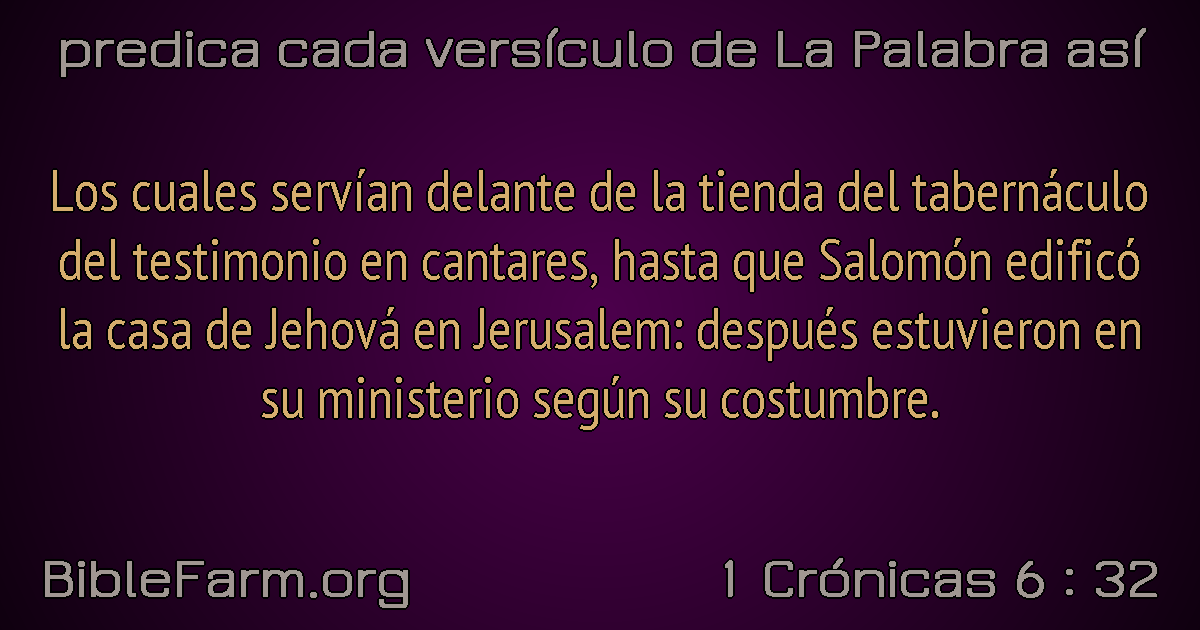 predica cada versículo de La Palabra así
Los cuales servían delante de la tienda del tabernáculo
del testimonio en cantares, hasta que Salomón edificó
la casa de Jehová en Jerusalem: después estuvieron en
su ministerio según su costumbre.
BibleFarm.org
1 Crónicas 6 : 32